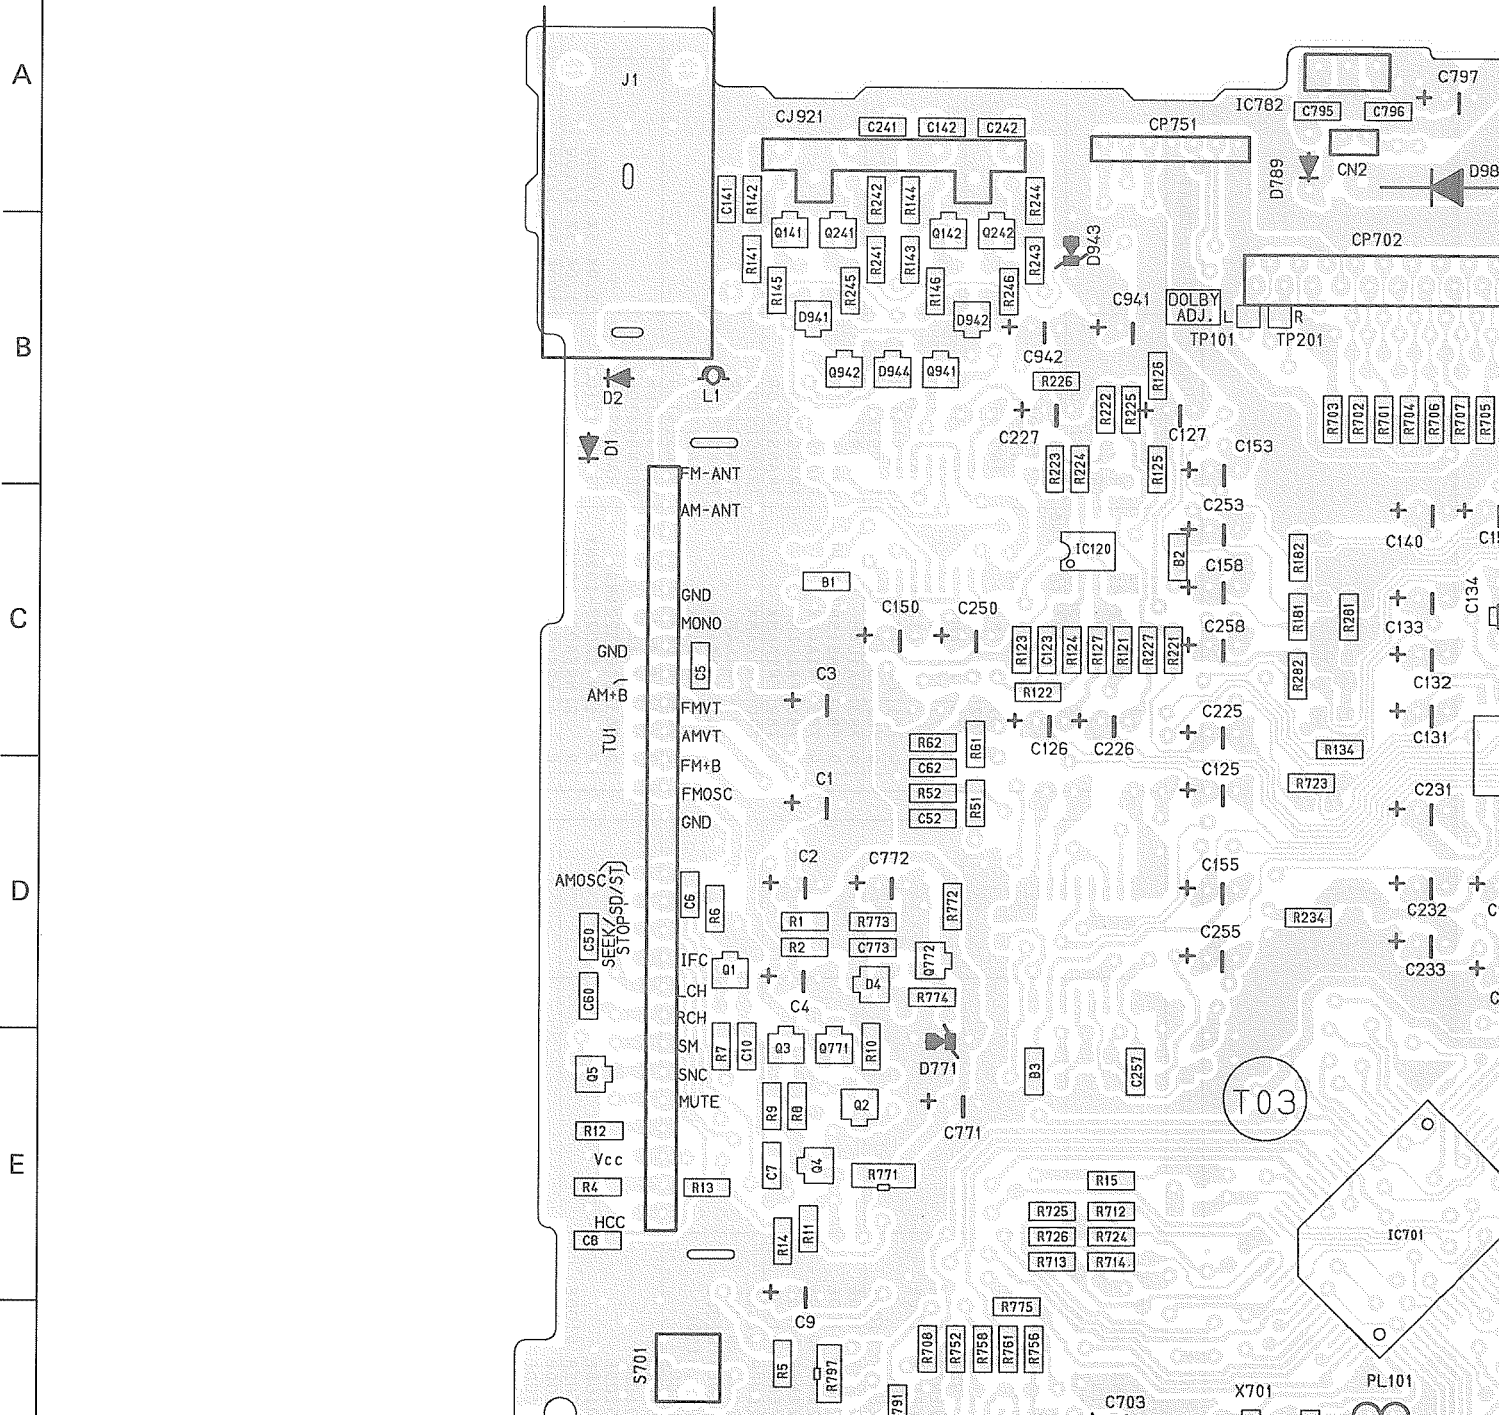 A
J1
C797
IC782
C795
C796
CJ921
C241
C142
C242
CP751
D789
CN2
D98
C141
R142
R242
R144
R244
Q141
Q241
Q142
Q242
D943
CP702
R141
R241
R143
R243
R145
R245
R146
R246
C941
DOLBY
ADJ.
L
R
D941
D942
TP101
TP201
B
C942
Q942
D944
Q941
R226
R126
D2
L1
R222
R225
R703
R702
R701
R704
R706
R707
R705
C227
C127
D1
C153
R223
R224
R125
FM-ANT
AM-ANT
C253
C140
IC120
B2
R182
C158
B1
C134
GND
C150
C250
C
MONO
C133
R181
R281
C258
GND
C5
R123
C123
R124
R127
R121
R227
R221
C3
R282
C132
AM+B
R122
FMVT
C225
TU1
AMVT
R62
R61
C126
C226
C131
R134
FM+B
C62
C125
C1
R723
FMOSC
R52
R51
C231
GND
C52
C2
C772
C155
AMOSC
D
SEEK/
STOP
SD/ST
C6
R6
R772
C232
C50
R1
R773
R234
R2
C773
C255
IFC
Q1
Q772
C233
LCH
D4
C60
R774
C4
RCH
SM
R7
C10
Q3
Q771
R10
D771
B3
C257
Q5
SNC
MUTE
R9
R8
Q2
T03
C771
R12
Vcc
E
C7
Q4
R771
R4
R13
R15
R725
R712
HCC
R14
R11
C8
R726
R724
IC701
R713
R714
R775
C9
S701
R708
R752
R758
R761
R756
R5
R797
PL101
791
C703
X701